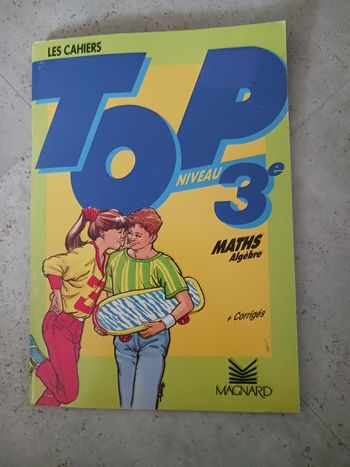 LES CAHIERS
TOP
NIVEAU
3e
MATHS
Algèbre
+ Corrigés
MAGNARD